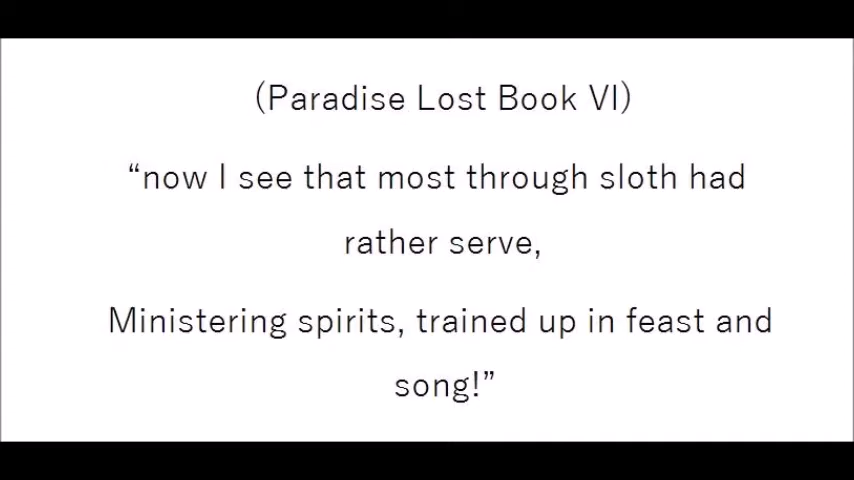 (Paradise Lost Book VI)
“now I see that most through sloth had
rather serve,
Ministering spirits, trained up in feast and
song!”